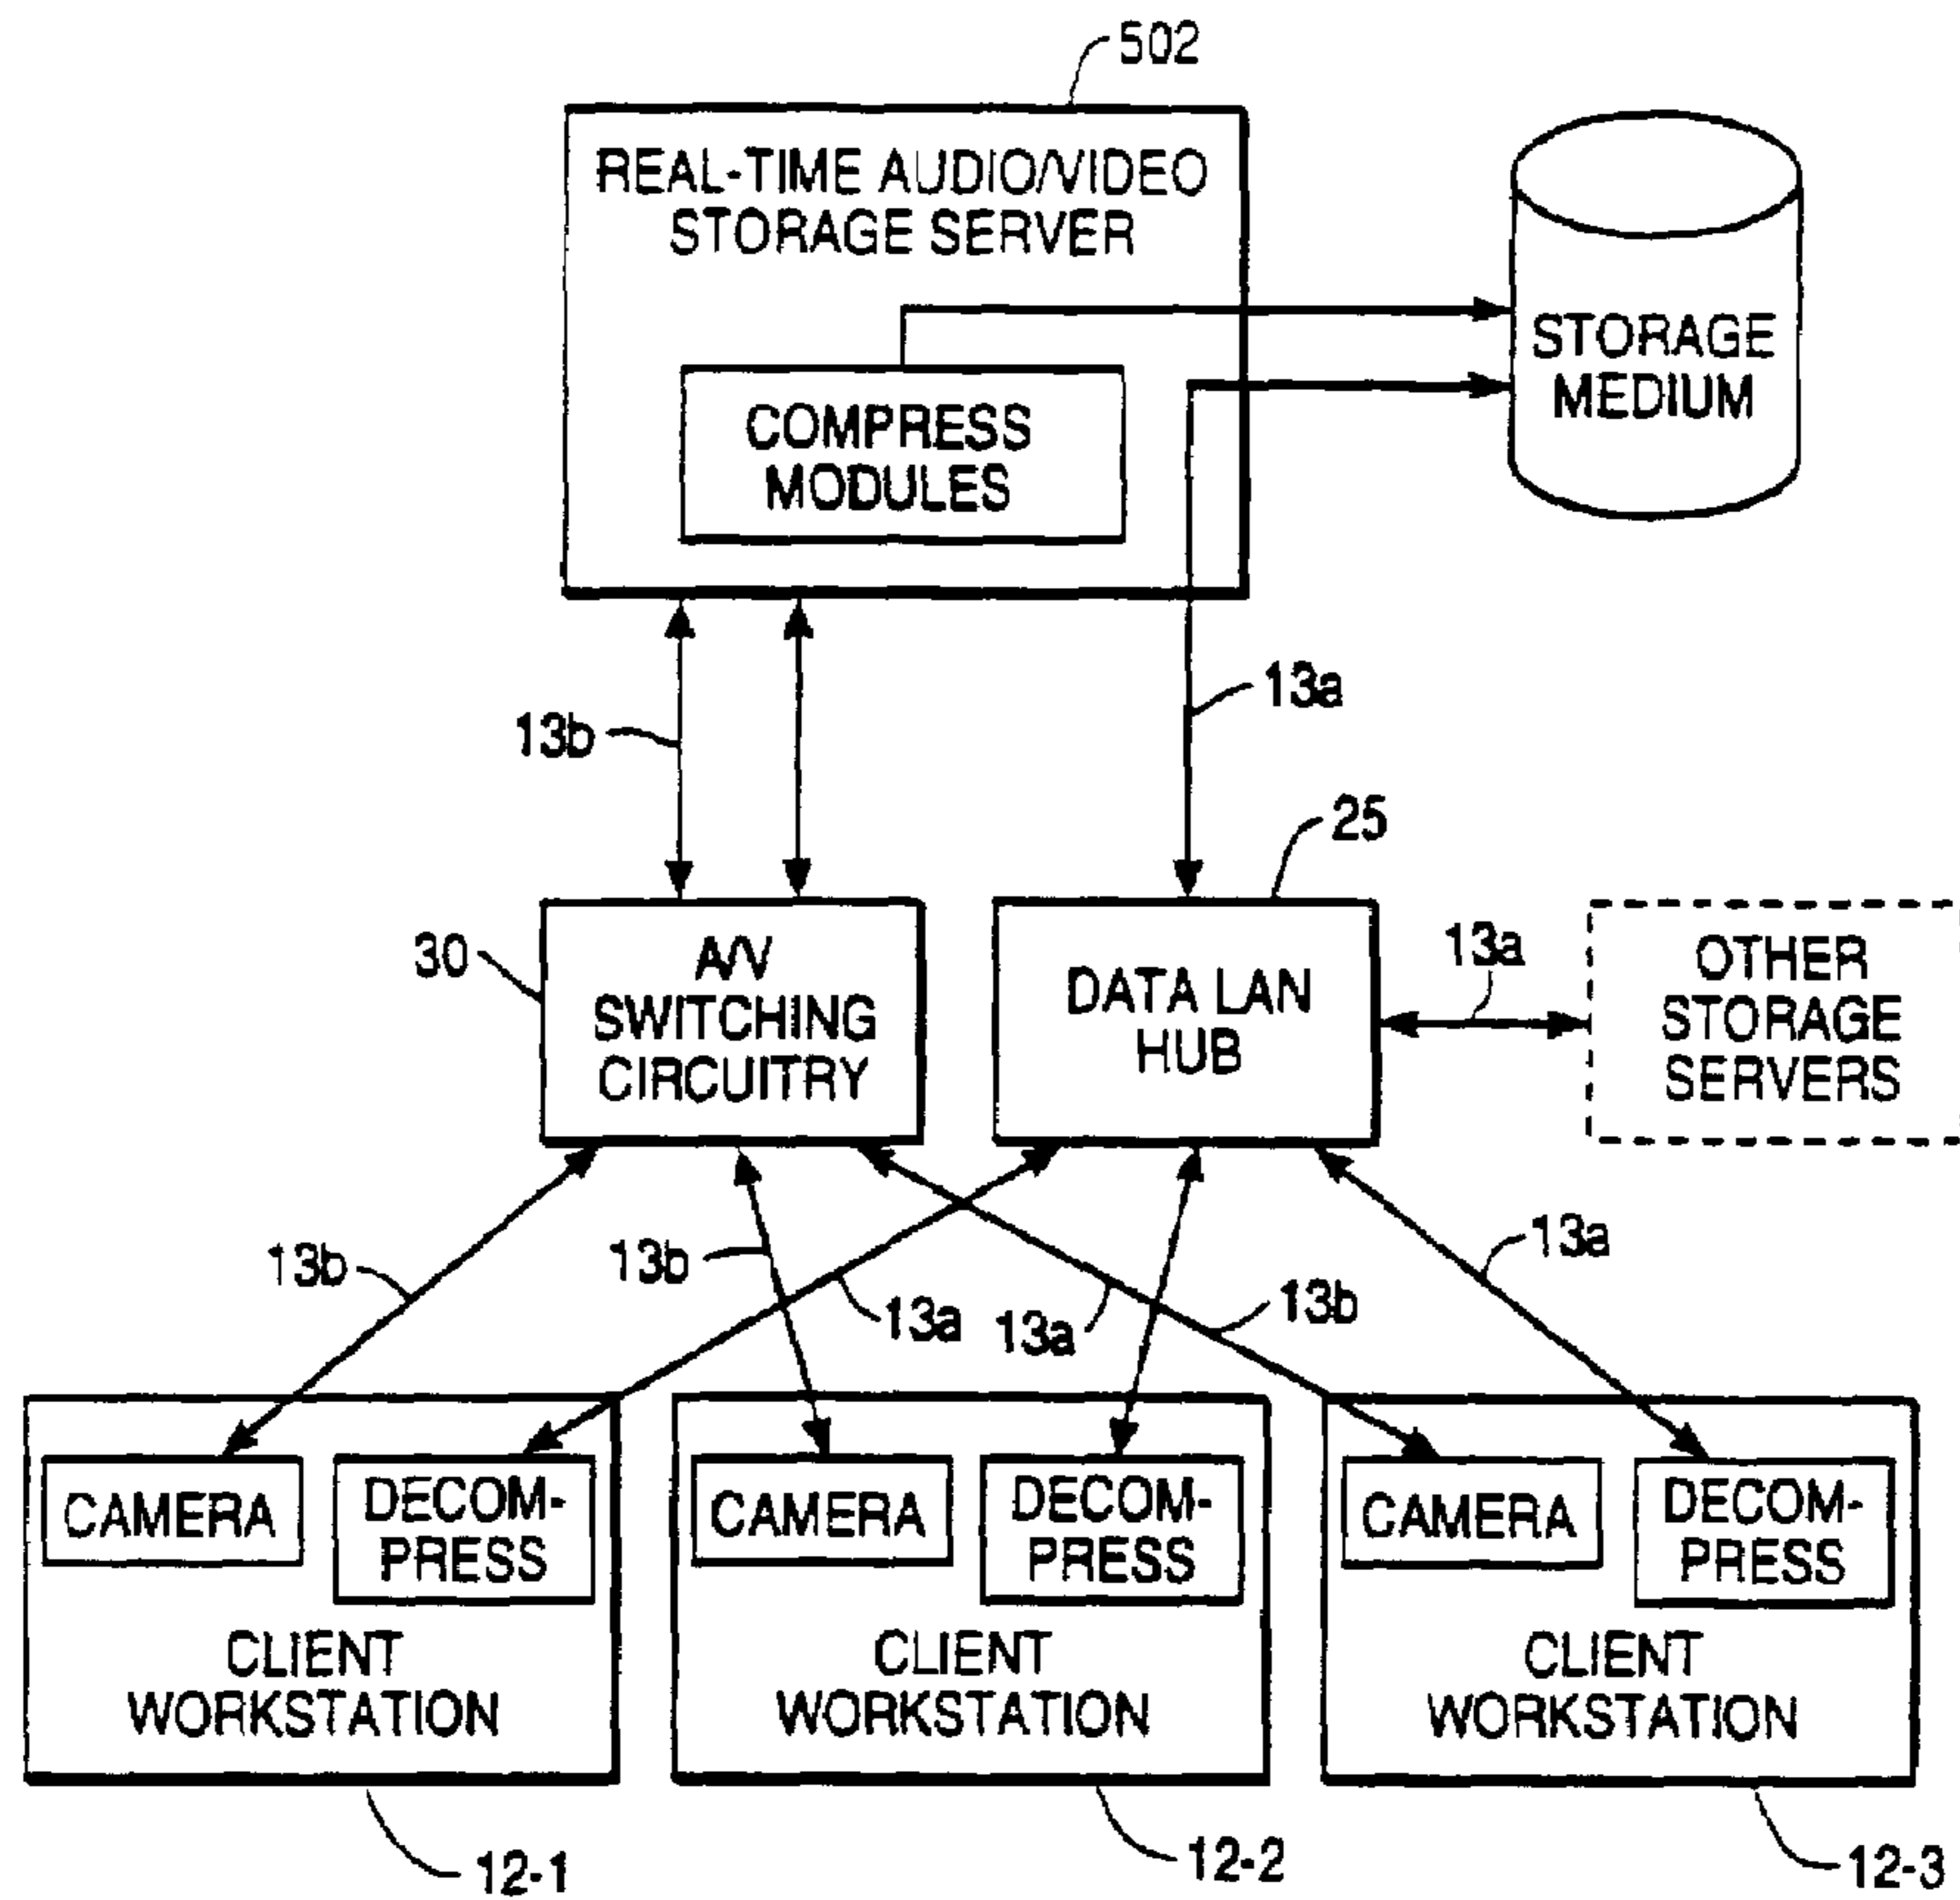 502
REAL-TIME AUDIO/VIDEO
STORAGE SERVER
STORAGE
MEDIUM
COMPRESS
MODULES
13b
13a
25
30
A/V
SWITCHING
CIRCUITRY
DATA LAN
HUB
13a
OTHER
STORAGE
SERVERS
13b
13b
13a
13a
13b
13a
CAMERA
DECOM-
PRESS
CLIENT
WORKSTATION
CAMERA
DECOM-
PRESS
CLIENT
WORKSTATION
CAMERA
DECOM-
PRESS
CLIENT
WORKSTATION
12-1
12-2
12-3